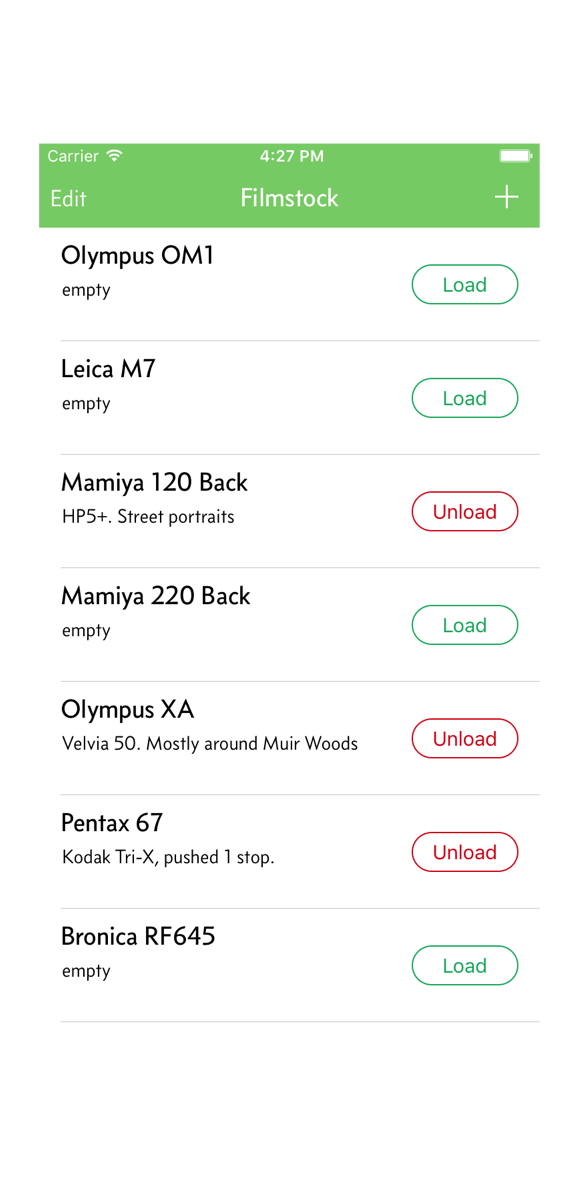 Carrier 4:27 PM
Edit Filmstock +
Olympus OM1
empty
Load
Leica M7
empty
Load
Mamiya 120 Back
HP5+. Street portraits
Unload
Mamiya 220 Back
empty
Load
Olympus XA
Velvia 50. Mostly around Muir Woods
Unload
Pentax 67
Kodak Tri-X, pushed 1 stop.
Unload
Bronica RF645
empty
Load